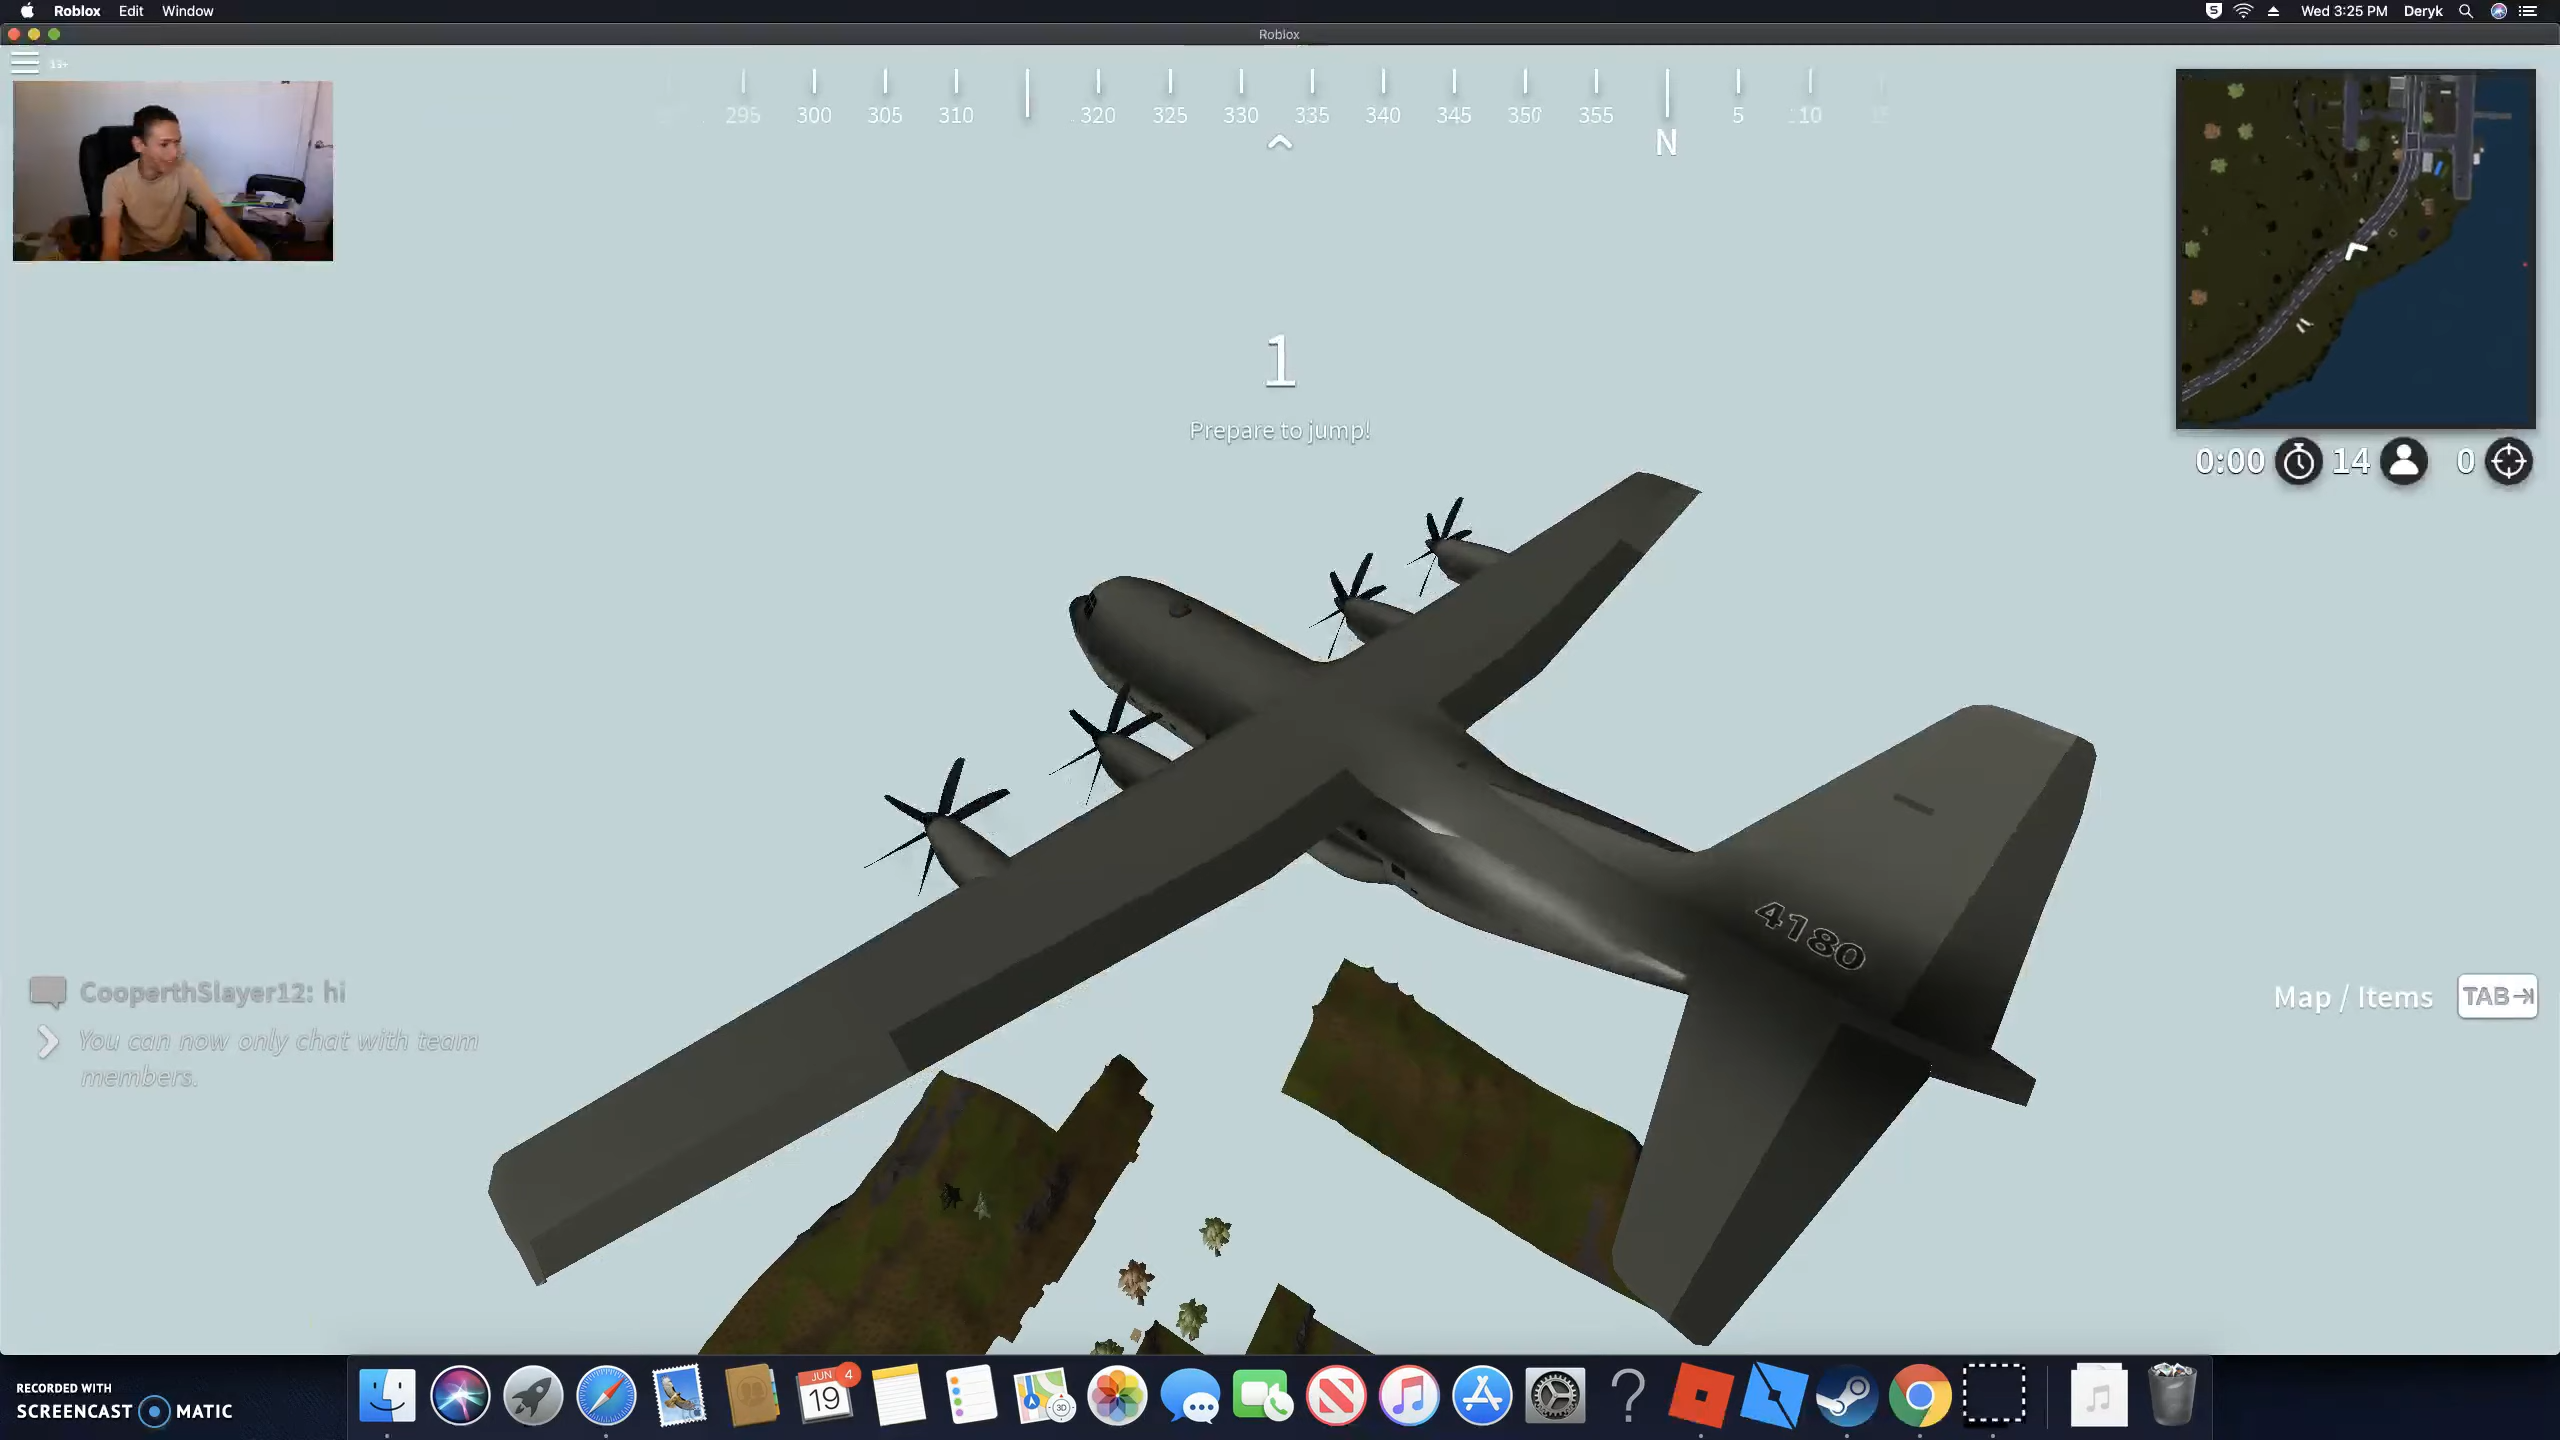 Roblox Edit Window
Wed 3:25 PM Deryk
Roblox
13+
295 300 305 310 320 325 330 335 340 345 350 355 5 10
N
1
Prepare to jump!
0:00 14 0
4180
CooperthSlayer12: hi
You can now only chat with team
members.
Map / Items TAB
RECORDED WITH
SCREENCAST MATIC
JUN 4
19
3D